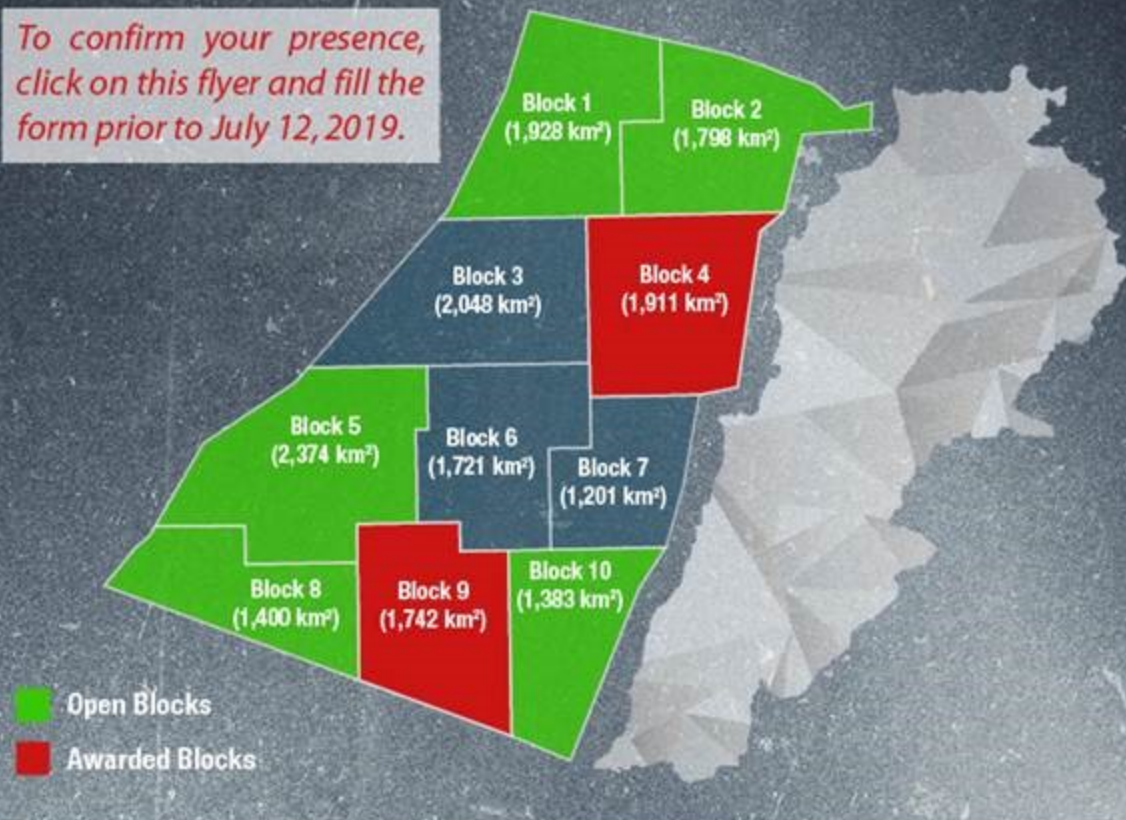 To confirm your presence,
click on this flyer and fill the
form prior to July 12, 2019.
Block 1
(1,928 km²)
Block 2
(1,798 km²)
Block 3
(2,048 km²)
Block 4
(1,911 km²)
Block 5
(2,374 km²)
Block 6
(1,721 km²)
Block 7
(1,201 km²)
Block 8
(1,400 km²)
Block 9
(1,742 km²)
Block 10
(1,383 km²)
Open Blocks
Awarded Blocks